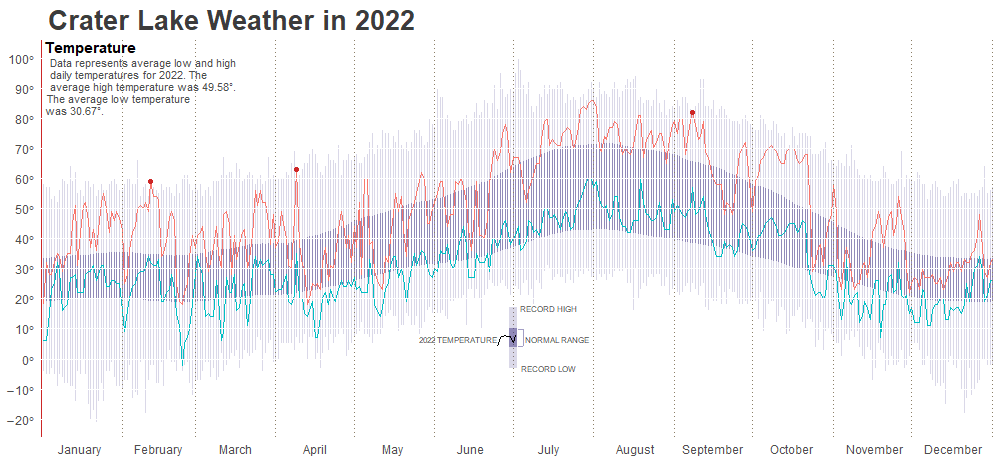 Crater Lake Weather in 2022
Temperature
Data represents average low and high
daily temperatures for 2022. The
average high temperature was 49.58°.
The average low temperature
was 30.67°.
100°
90°
80°
70°
60°
50°
40°
30°
20°
10°
0°
−10°
−20°
RECORD HIGH
2022 TEMPERATURE
NORMAL RANGE
RECORD LOW
January February March April May June July August September October November December